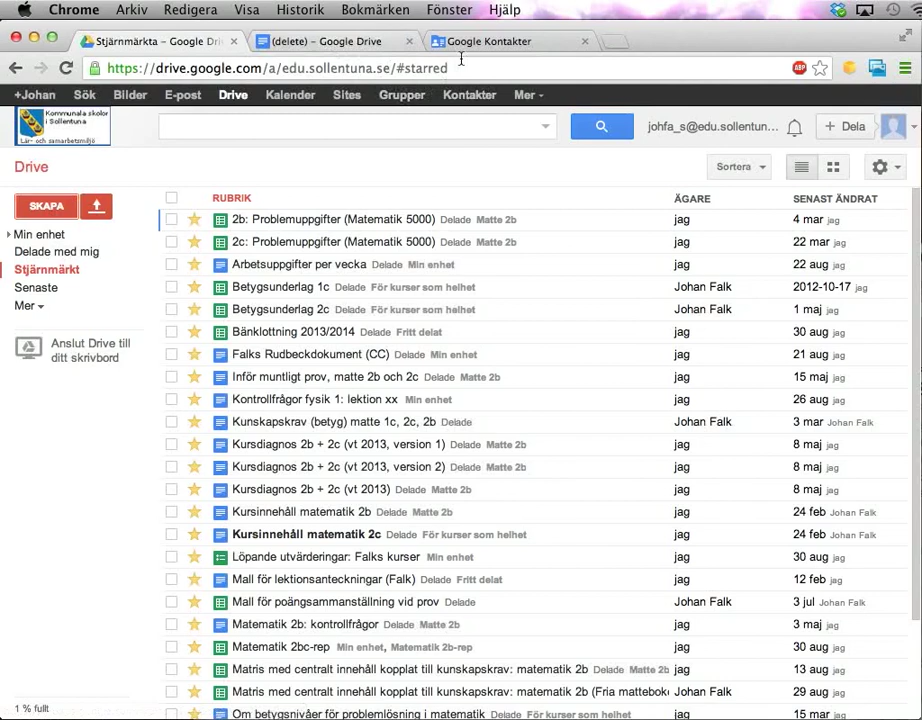 Chrome Arkiv Redigera Visa Historik Bokmärken Fönster Hjälp
Stjärnmärkta – Google Dri
(delete) – Google Drive
Google Kontakter
https://drive.google.com/a/edu.sollentuna.se/#starred
ABP
+Johan Sök Bilder E-post Drive Kalender Sites Grupper Kontakter Mer
Kommunala skolor
i Sollentuna
Lär- och samarbetsmiljö
johfa_s@edu.sollentun...
+ Dela
Drive
Sortera
SKAPA
Min enhet
Delade med mig
Stjärnmärkt
Senaste
Mer
Anslut Drive till
ditt skrivbord
1 % fullt
RUBRIK ÄGARE SENAST ÄNDRAT
2b: Problemuppgifter (Matematik 5000) Delade Matte 2b jag 4 mar jag
2c: Problemuppgifter (Matematik 5000) Delade Matte 2b jag 22 mar jag
Arbetsuppgifter per vecka Delade Min enhet jag 22 aug jag
Betygsunderlag 1c Delade För kurser som helhet Johan Falk 2012-10-17 jag
Betygsunderlag 2c Delade För kurser som helhet Johan Falk 1 maj jag
Bänklottning 2013/2014 Delade Fritt delat jag 30 aug jag
Falks Rudbeckdokument (CC) Delade Min enhet jag 21 aug jag
Inför muntligt prov, matte 2b och 2c Delade Matte 2b jag 15 maj jag
Kontrollfrågor fysik 1: lektion xx Min enhet jag 26 aug jag
Kunskapskrav (betyg) matte 1c, 2c, 2b Delade Johan Falk 3 mar Johan Falk
Kursdiagnos 2b + 2c (vt 2013, version 1) Delade Matte 2b jag 8 maj jag
Kursdiagnos 2b + 2c (vt 2013, version 2) Delade Matte 2b jag 8 maj jag
Kursdiagnos 2b + 2c (vt 2013) Delade Matte 2b jag 8 maj jag
Kursinnehåll matematik 2b Delade Matte 2b jag 24 feb Johan Falk
Kursinnehåll matematik 2c Delade För kurser som helhet jag 24 feb Johan Falk
Löpande utvärderingar: Falks kurser Min enhet jag 30 aug jag
Mall för lektionsanteckningar (Falk) Delade Fritt delat jag 12 feb jag
Mall för poängsammanställning vid prov Delade Johan Falk 3 jul Johan Falk
Matematik 2b: kontrollfrågor Delade Matte 2b jag 3 maj jag
Matematik 2bc-rep Min enhet, Matematik 2b-rep jag 30 aug jag
Matris med centralt innehåll kopplat till kunskapskrav: matematik 2b Delade Matte 2b jag 13 aug jag
Matris med centralt innehåll kopplat till kunskapskrav: matematik 2b (Fria matteboke Johan Falk 29 aug jag
Om betygsnivåer för problemlösning i matematik Delade För kurser som helhet jag 15 mar jag